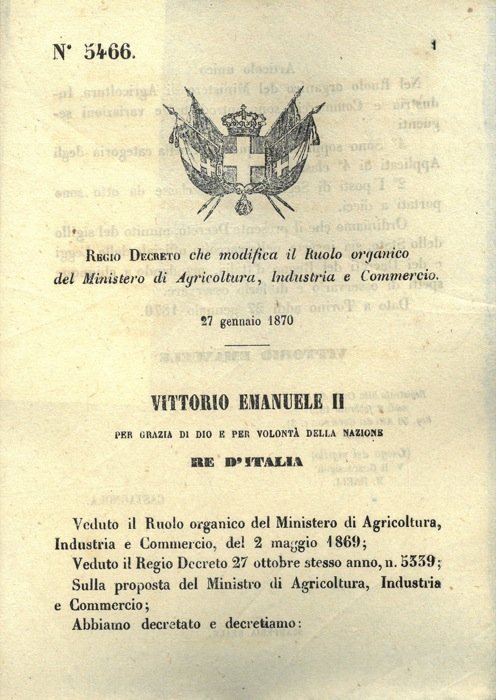 N° 5466.
1
REGIO DECRETO che modifica il Ruolo organico
del Ministero di Agricoltura, Industria e Commercio.
27 gennaio 1870
VITTORIO EMANUELE II
PER GRAZIA DI DIO E PER VOLONTÀ DELLA NAZIONE
RE D'ITALIA
Veduto il Ruolo organico del Ministero di Agricoltura,
Industria e Commercio, del 2 maggio 1869;
Veduto il Regio Decreto 27 ottobre stesso anno, n. 5339;
Sulla proposta del Ministro di Agricoltura, Industria
e Commercio;
Abbiamo decretato e decretiamo: